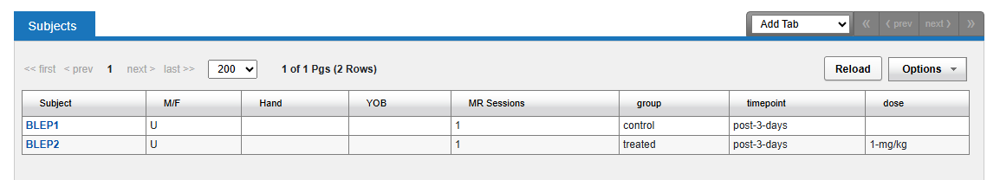 Subjects
Add Tab « ‹ prev next › »
<< first < prev 1 next > last >> 200 1 of 1 Pgs (2 Rows) Reload Options
Subject M/F Hand YOB MR Sessions group timepoint dose
BLEP1 U 1 control post-3-days
BLEP2 U 1 treated post-3-days 1-mg/kg